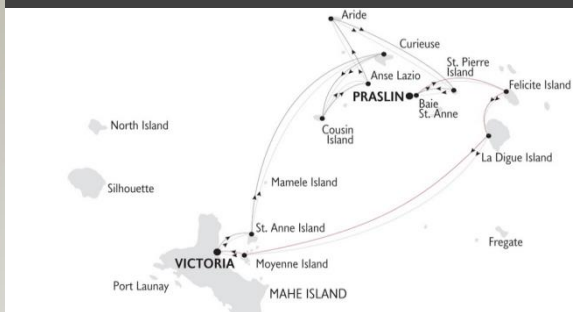 Aride
Curieuse
St. Pierre
Island
Anse Lazio
Felicite Island
PRASLIN
Baie
St. Anne
North Island
Cousin
Island
La Digue Island
Silhouette
Mamele Island
St. Anne Island
Fregate
VICTORIA
Moyenne Island
Port Launay
MAHE ISLAND